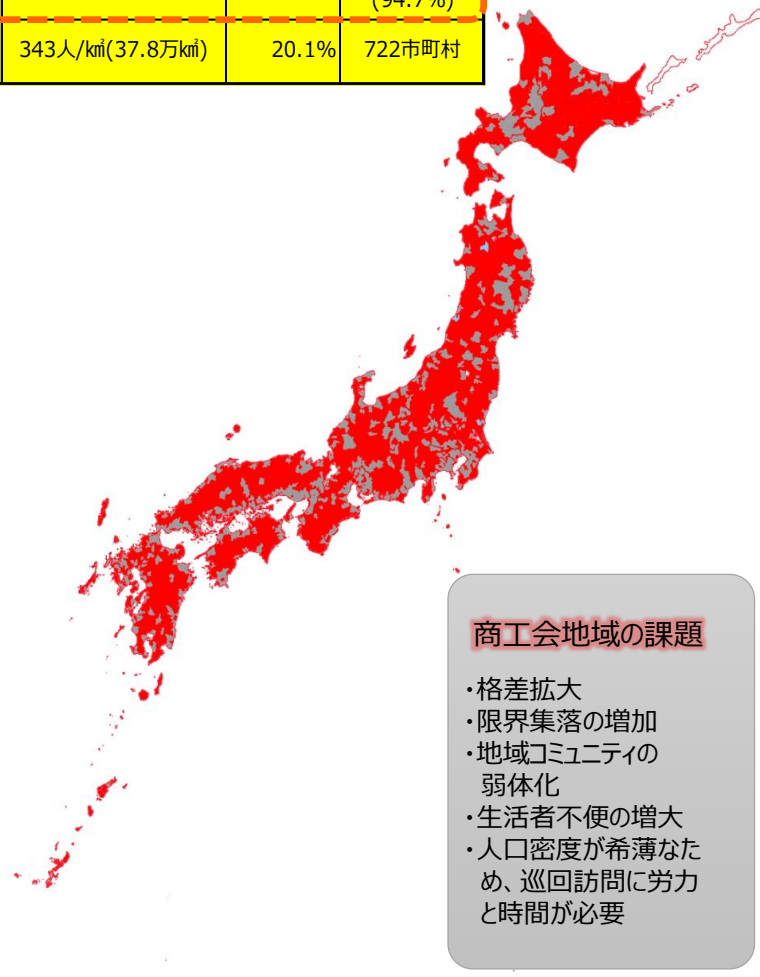 (94.7%)
343人/㎢(37.8万㎢) 20.1% 722市町村
商工会地域の課題
・格差拡大
・限界集落の増加
・地域コミュニティの
弱体化
・生活者不便の増大
・人口密度が希薄なた
め、巡回訪問に労力
と時間が必要